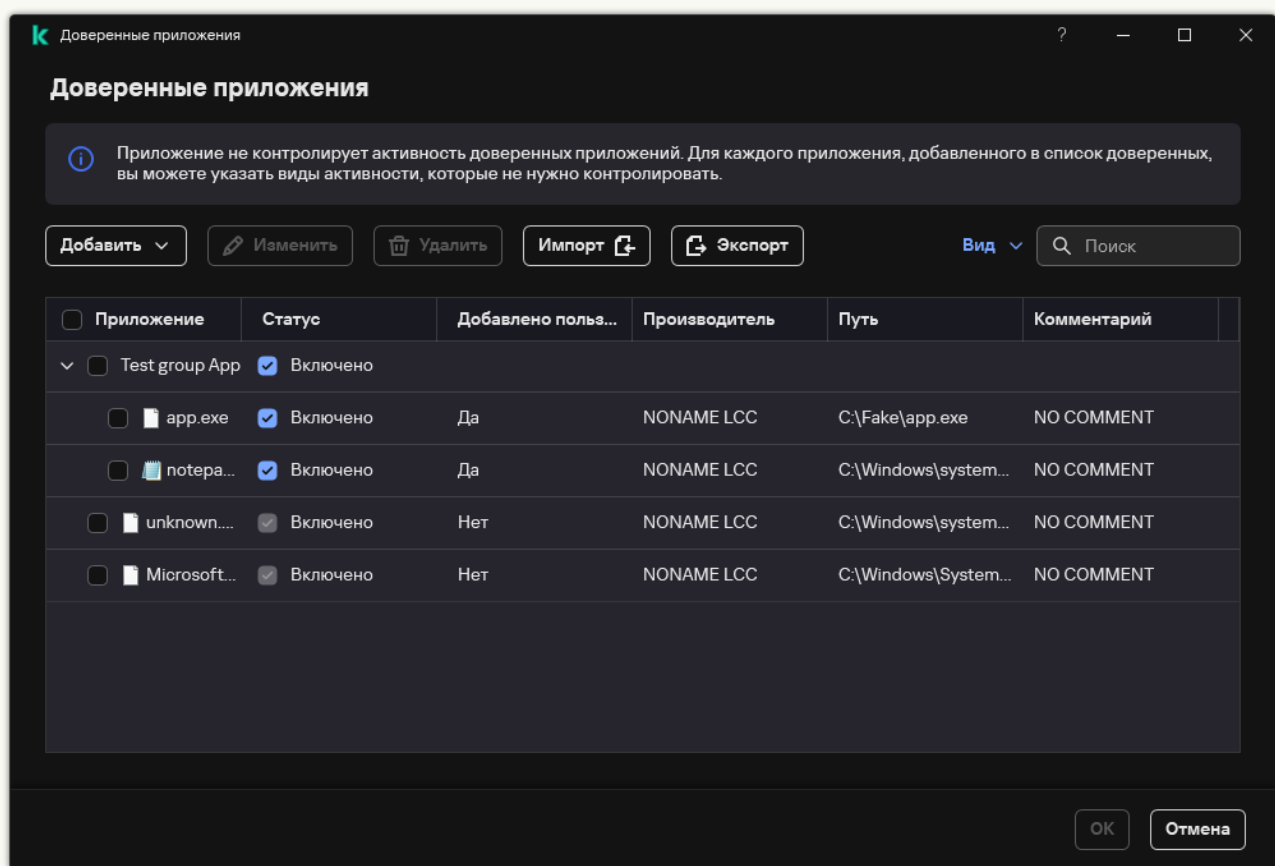 Доверенные приложения
Доверенные приложения
Приложение не контролирует активность доверенных приложений. Для каждого приложения, добавленного в список доверенных,
вы можете указать виды активности, которые не нужно контролировать.
Добавить Изменить Удалить Импорт Экспорт Вид Поиск
Приложение Статус Добавлено польз... Производитель Путь Комментарий
Test group App Включено
app.exe Включено Да NONAME LCC C:\Fake\app.exe NO COMMENT
notepa... Включено Да NONAME LCC C:\Windows\system... NO COMMENT
unknown.... Включено Нет NONAME LCC C:\Windows\system... NO COMMENT
Microsoft... Включено Нет NONAME LCC C:\Windows\System... NO COMMENT
OK Отмена